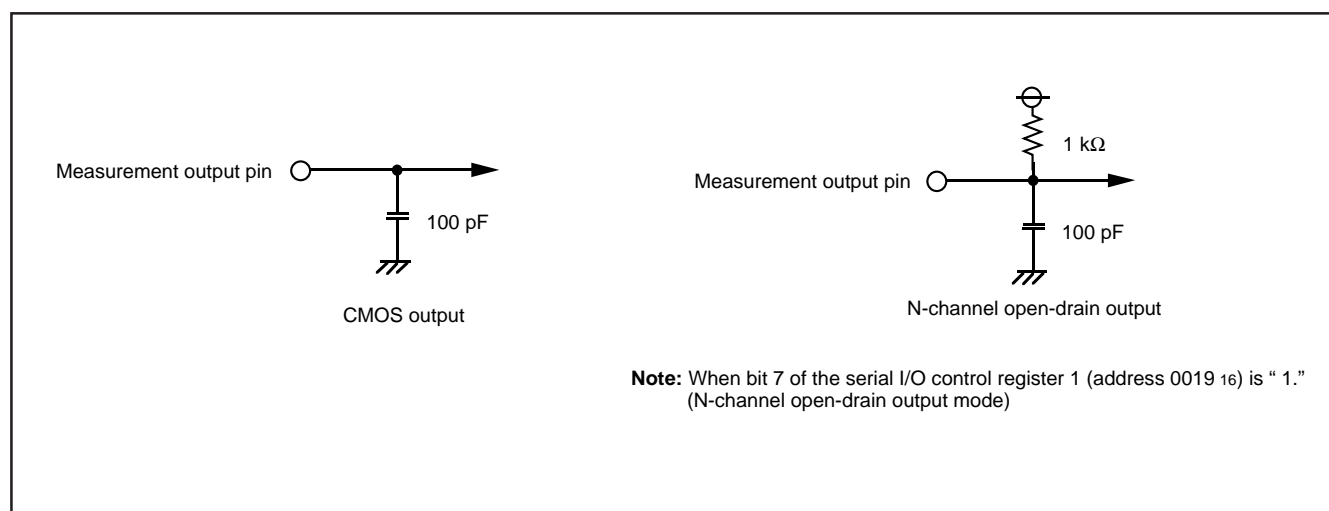 Measurement output pin
100 pF
CMOS output
1 kΩ
Measurement output pin
100 pF
N-channel open-drain output
Note: When bit 7 of the serial I/O control register 1 (address 0019 16) is “ 1.”
(N-channel open-drain output mode)